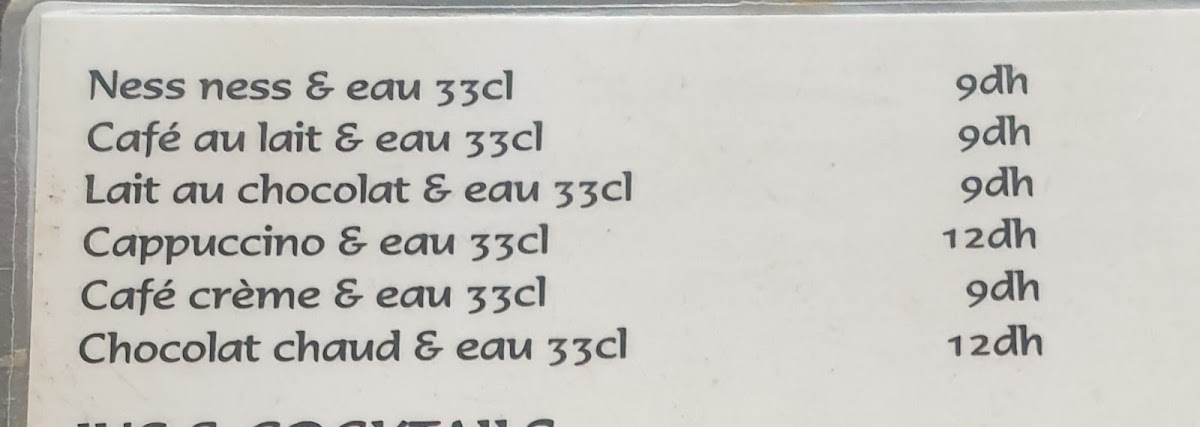 Ness ness & eau 33cl 9dh
Café au lait & eau 33cl 9dh
Lait au chocolat & eau 33cl 9dh
Cappuccino & eau 33cl 12dh
Café crème & eau 33cl 9dh
Chocolat chaud & eau 33cl 12dh
COCKTAILS